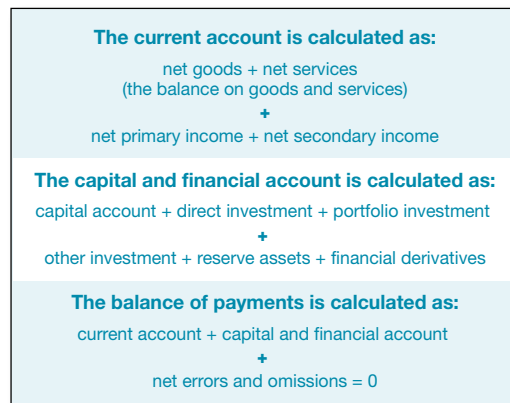 The current account is calculated as:
net goods + net services
(the balance on goods and services)
+
net primary income + net secondary income
The capital and financial account is calculated as:
capital account + direct investment + portfolio investment
+
other investment + reserve assets + financial derivatives
The balance of payments is calculated as:
current account + capital and financial account
+
net errors and omissions = 0